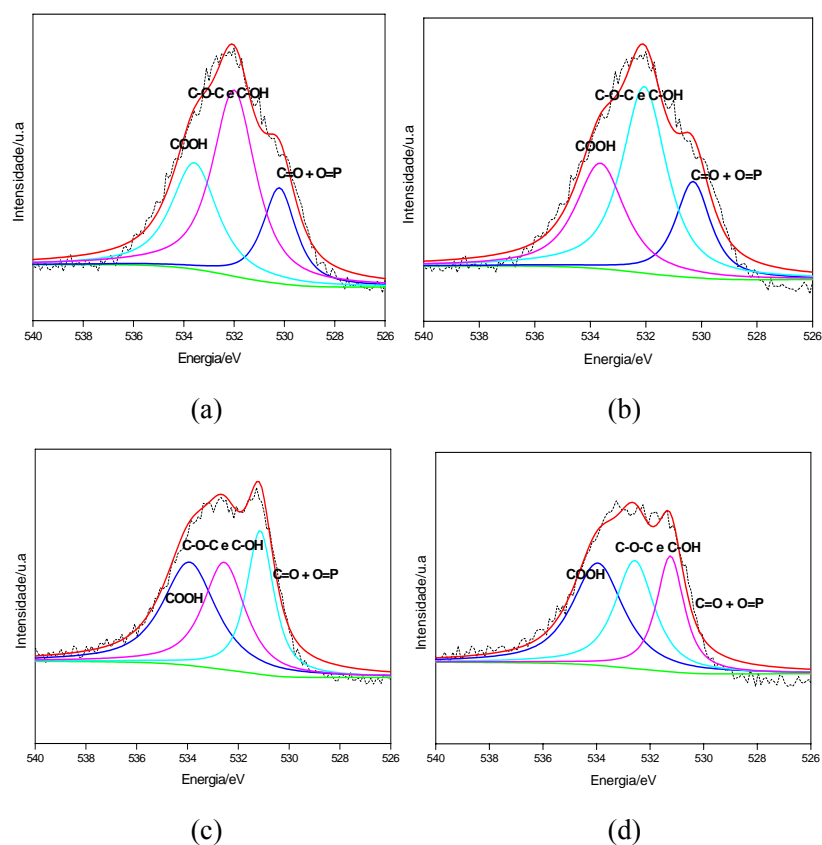 C-O-C e C-OH
COOH
C=O + O=P
Intensidade/u.a
540 538 536 534 532 530 528 526
Energia/eV
(a)
C-O-C e C-OH
COOH
C=O + O=P
Intensidade/u.a
540 538 536 534 532 530 528 526
Energia/eV
(b)
C-O-C e C-OH
C=O + O=P
COOH
Intensidade/u.a
540 538 536 534 532 530 528 526
Energia/eV
(c)
C-O-C e C-OH
COOH
C=O + O=P
Intensidade/u.a
540 538 536 534 532 530 528 526
Energia/eV
(d)